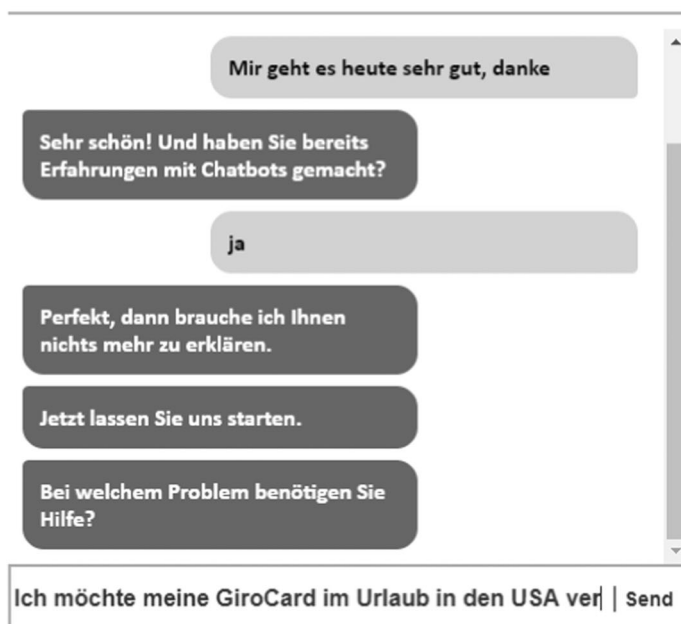 Mir geht es heute sehr gut, danke
Sehr schön! Und haben Sie bereits
Erfahrungen mit Chatbots gemacht?
ja
Perfekt, dann brauche ich Ihnen
nichts mehr zu erklären.
Jetzt lassen Sie uns starten.
Bei welchem Problem benötigen Sie
Hilfe?
Ich möchte meine GiroCard im Urlaub in den USA ver Send